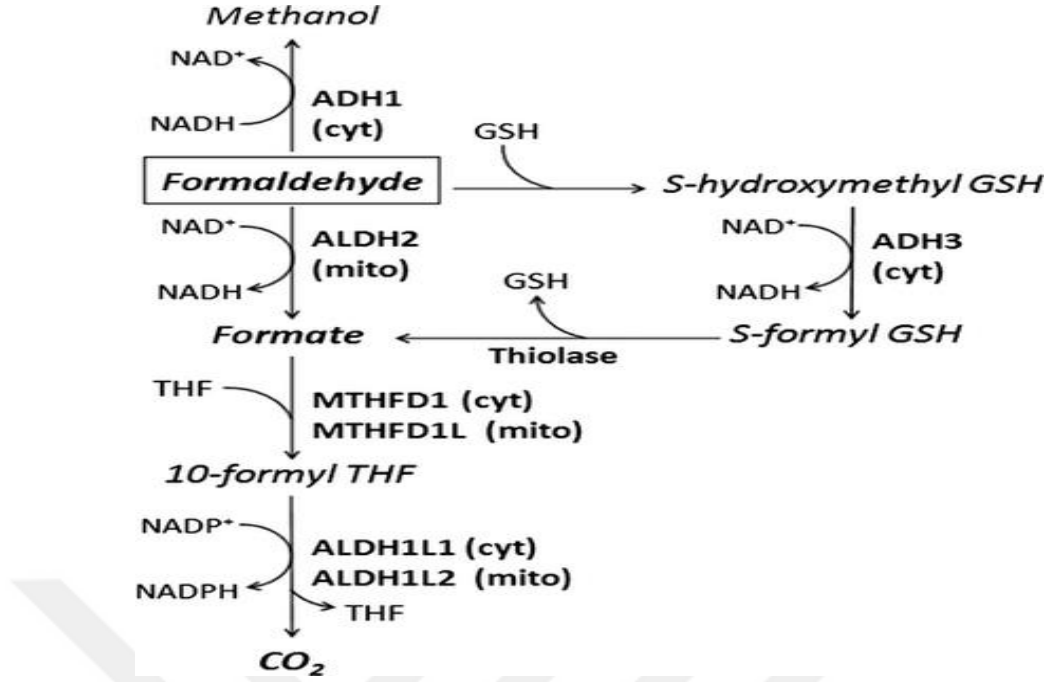 Methanol
NAD⁺
NADH
ADH1
(cyt)
GSH
Formaldehyde
S-hydroxymethyl GSH
NAD⁺
NADH
ALDH2
(mito)
NAD⁺
NADH
ADH3
(cyt)
GSH
Formate
Thiolase
S-formyl GSH
THF
MTHFD1 (cyt)
MTHFD1L (mito)
10-formyl THF
NADP⁺
NADPH
ALDH1L1 (cyt)
ALDH1L2 (mito)
THF
CO₂